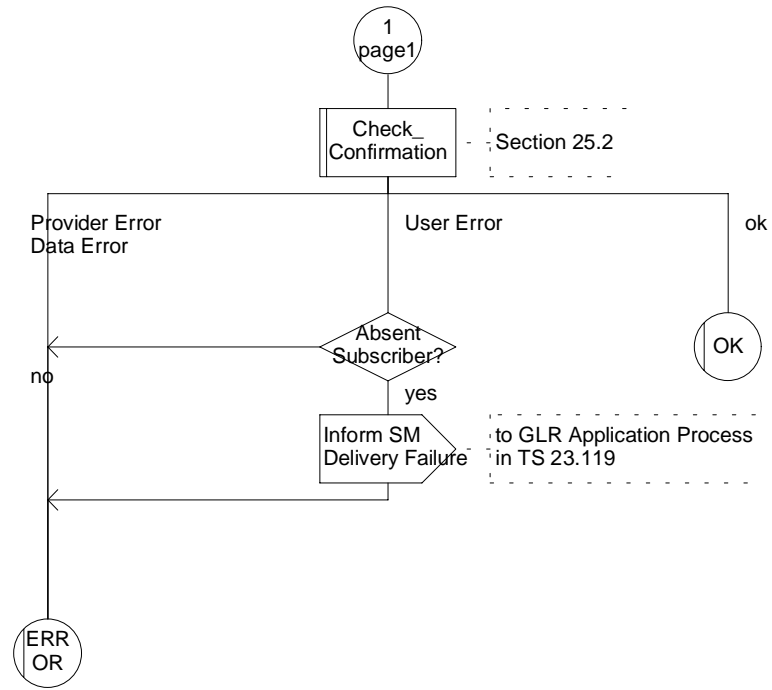 1
page1
Check_
Confirmation
Section 25.2
Provider Error
Data Error
User Error
ok
Absent
Subscriber?
OK
no
yes
Inform SM
Delivery Failure
to GLR Application Process
in TS 23.119
ERR
OR